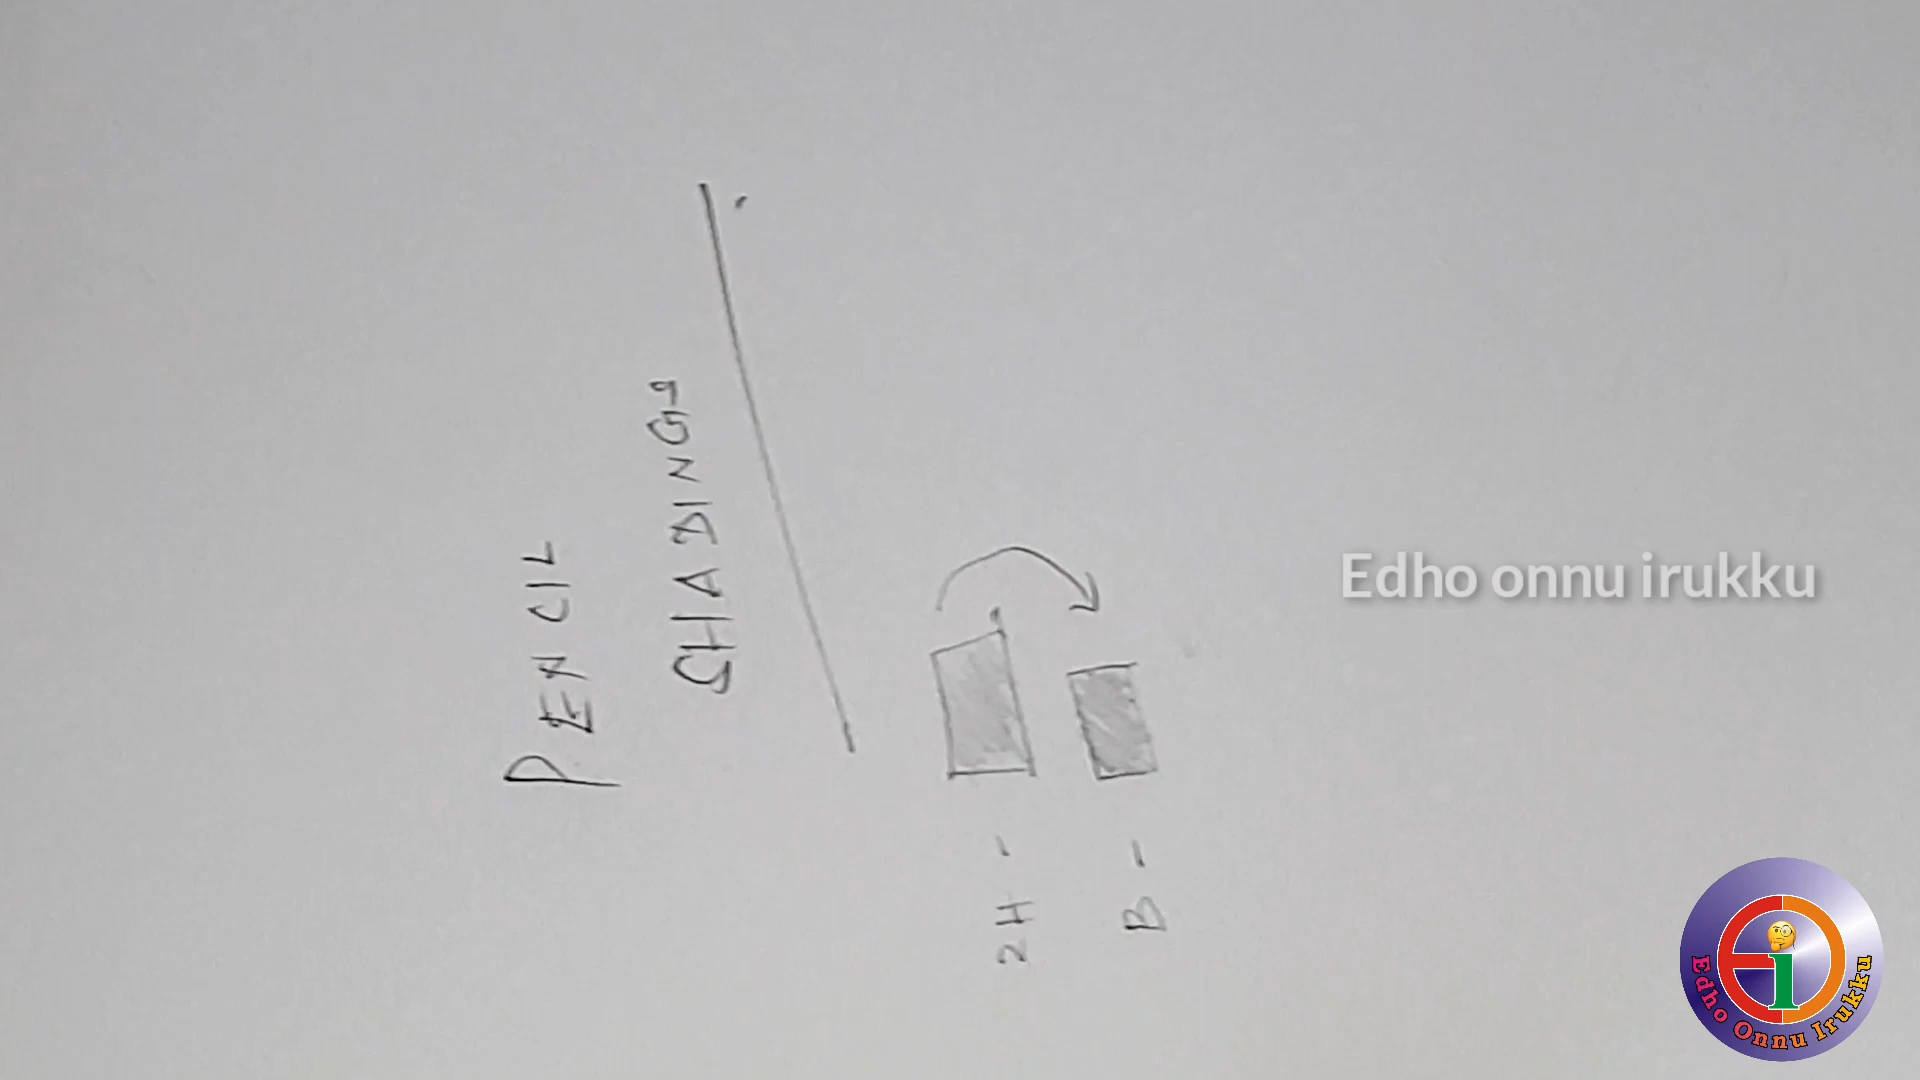 PENCIL
SHADING
2H -
B -
Edho onnu irukku
Edho Onnu Irukku